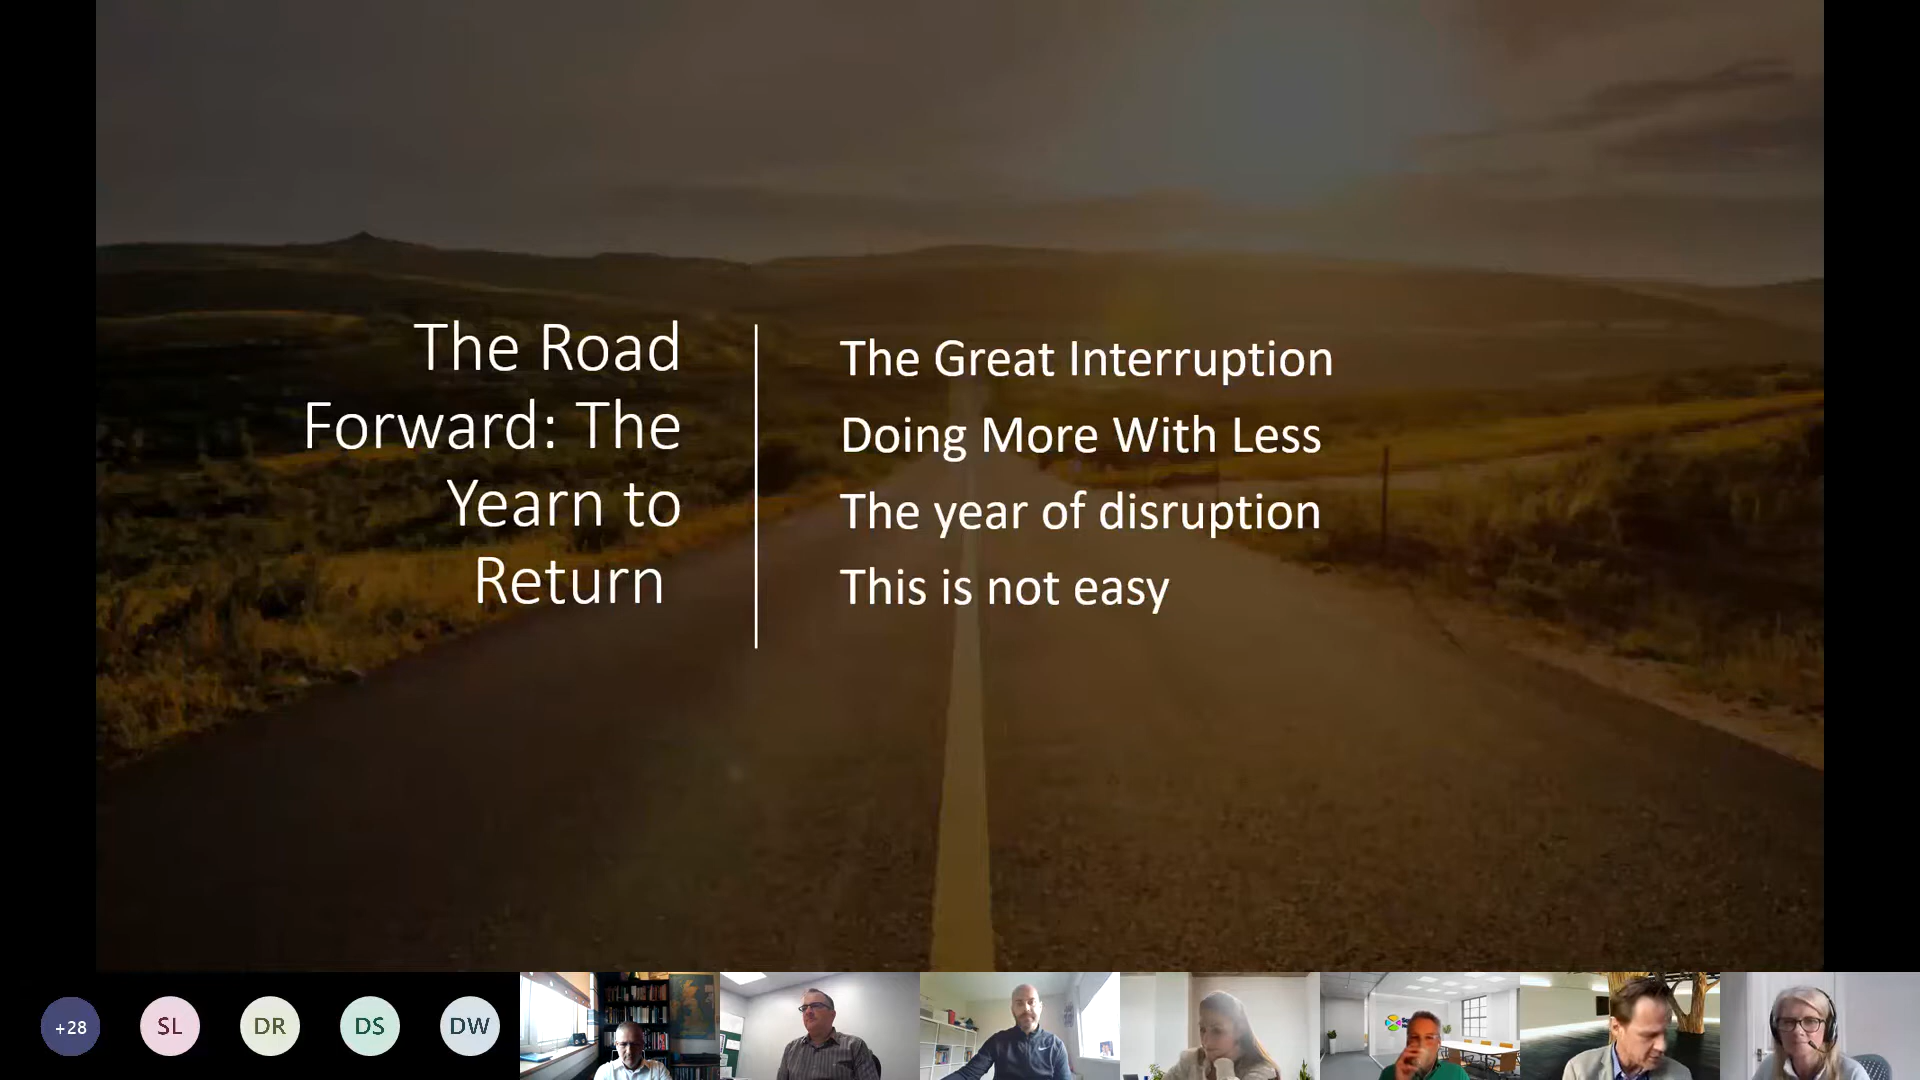 The Road
Forward: The
Yearn to
Return
The Great Interruption
Doing More With Less
The year of disruption
This is not easy
+28
SL
DR
DS
DW